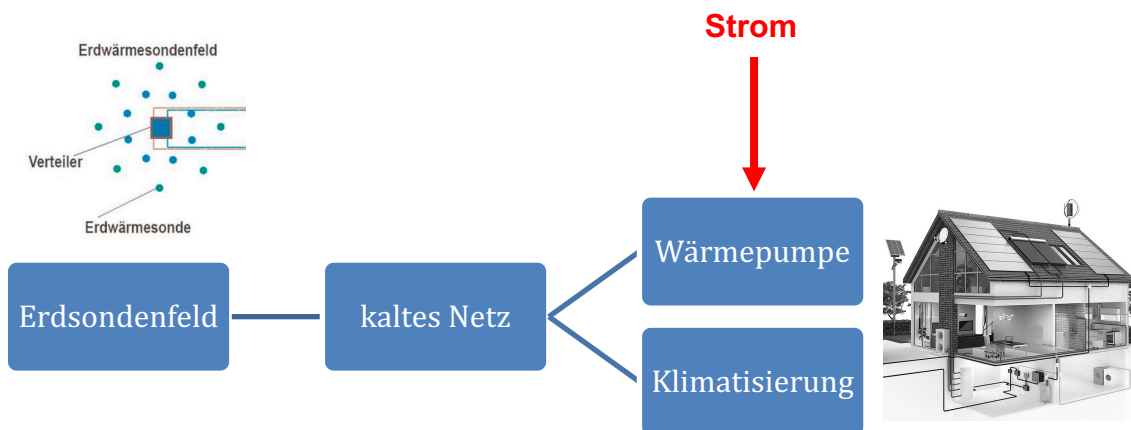 Strom
Erdwärmesondenfeld
Verteiler
Erdwärmesonde
Erdsondenfeld
kaltes Netz
Wärmepumpe
Klimatisierung